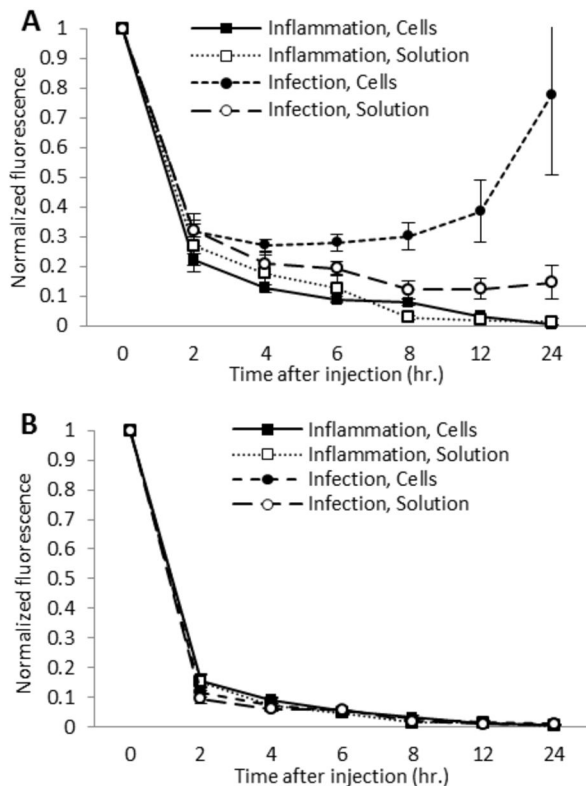 A
Inflammation, Cells
Inflammation, Solution
Infection, Cells
Infection, Solution
Normalized fluorescence
1
0.9
0.8
0.7
0.6
0.5
0.4
0.3
0.2
0.1
0
0 2 4 6 8 12 24
Time after injection (hr.)
B
Inflammation, Cells
Inflammation, Solution
Infection, Cells
Infection, Solution
Normalized fluorescence
1
0.9
0.8
0.7
0.6
0.5
0.4
0.3
0.2
0.1
0
0 2 4 6 8 12 24
Time after injection (hr.)